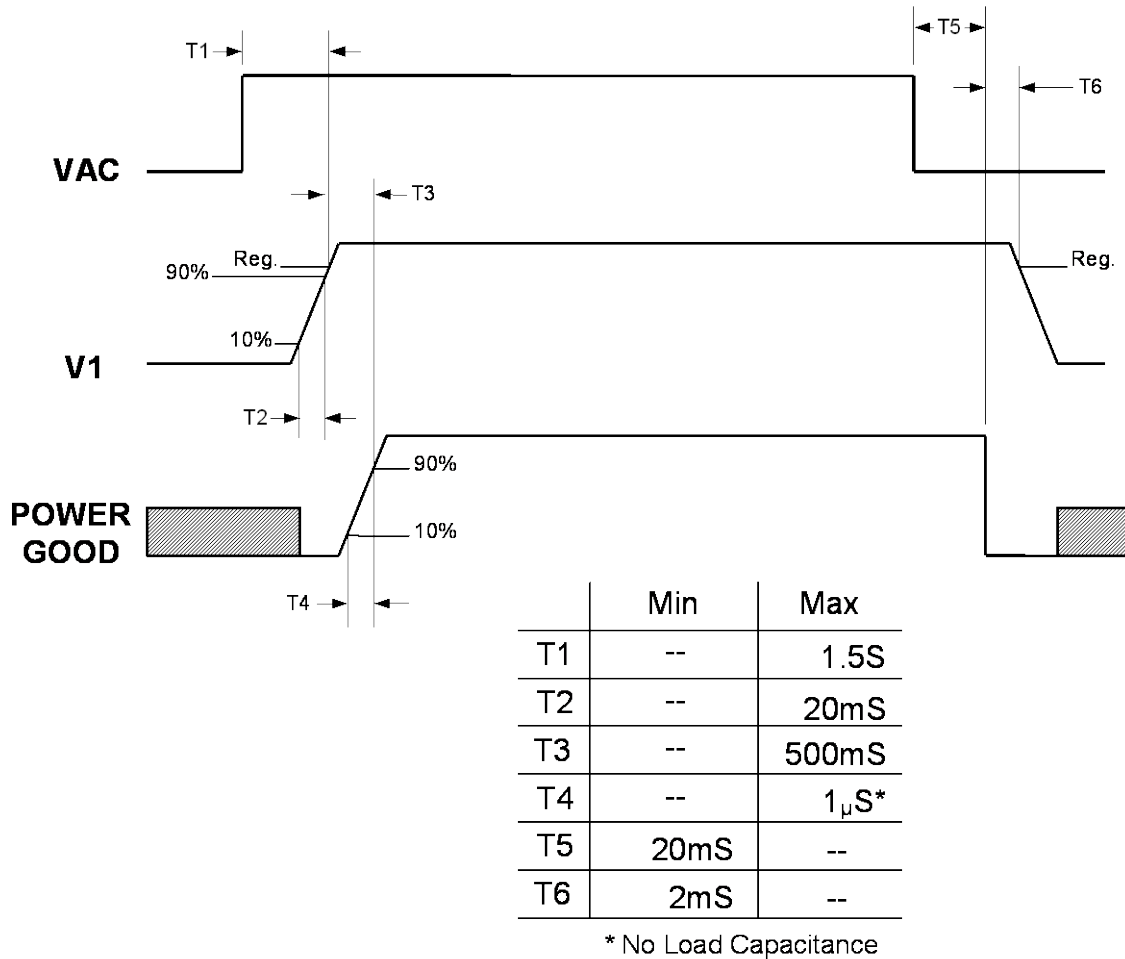 T1
T5
T6
VAC
T3
Reg.
90%
Reg.
10%
V1
T2
90%
POWER
GOOD
10%
T4
Min Max
T1 -- 1.5S
T2 -- 20mS
T3 -- 500mS
T4 -- 1µS*
T5 20mS --
T6 2mS --
* No Load Capacitance